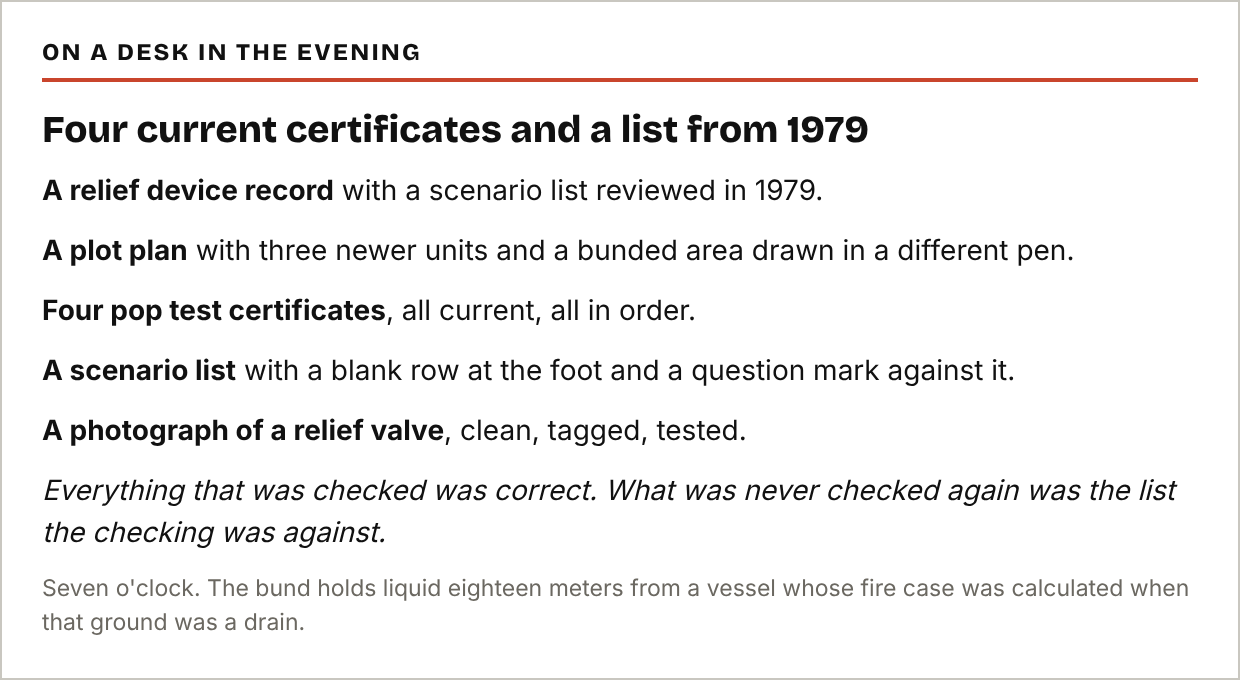 ON A DESK IN THE EVENING
Four current certificates and a list from 1979
A relief device record with a scenario list reviewed in 1979.
A plot plan with three newer units and a bunded area drawn in a different pen.
Four pop test certificates, all current, all in order.
A scenario list with a blank row at the foot and a question mark against it.
A photograph of a relief valve, clean, tagged, tested.
Everything that was checked was correct. What was never checked again was the list
the checking was against.
Seven o'clock. The bund holds liquid eighteen meters from a vessel whose fire case was calculated when
that ground was a drain.